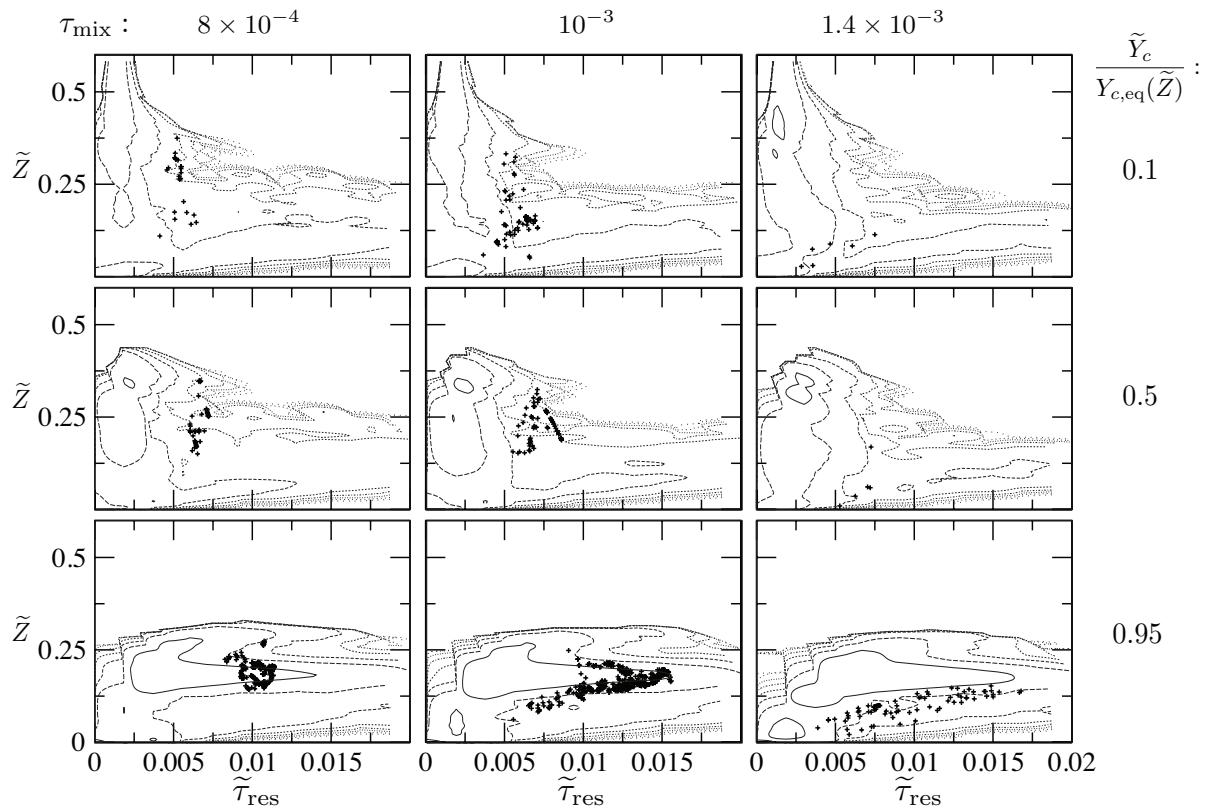 τ_mix : 8 × 10⁻⁴ 10⁻³ 1.4 × 10⁻³
Ỹ_c / Y_c,eq(Z̃) :
0.5
Z̃
0.25
0.1
0.5
Z̃
0.25
0.5
0.5
Z̃
0.25
0
0.95
0 0.005 0.01 0.015 0 0.005 0.01 0.015 0 0.005 0.01 0.015 0.02
τ̃_res τ̃_res τ̃_res